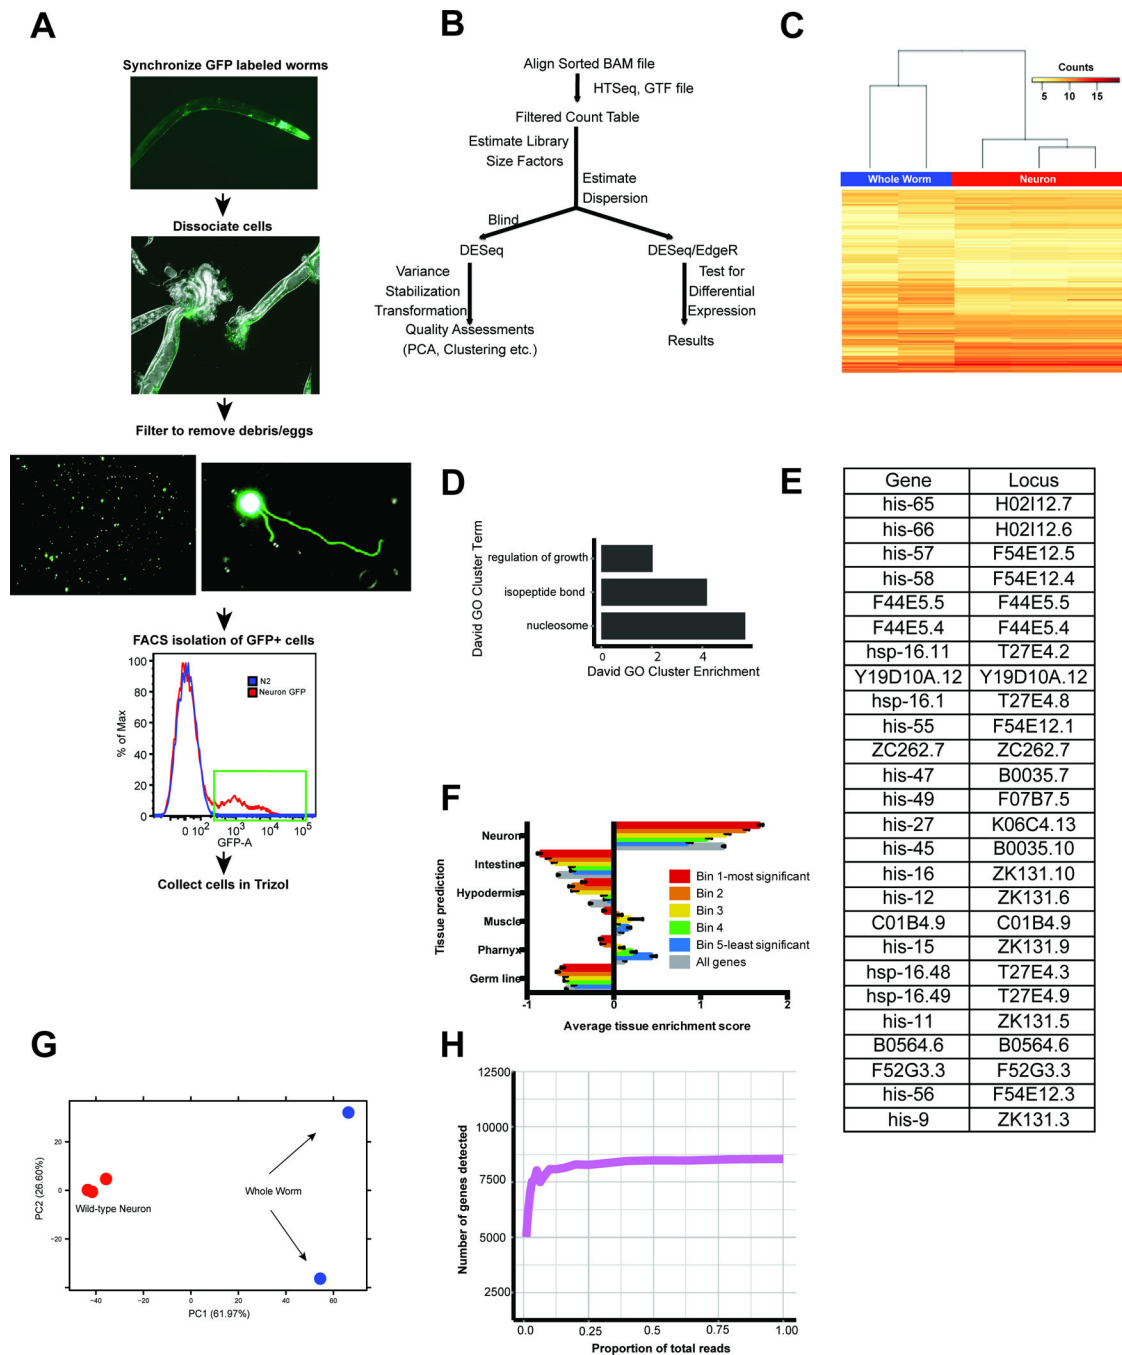 A
Synchronize GFP labeled worms
Dissociate cells
Filter to remove debris/eggs
FACS isolation of GFP+ cells
% of Max
100
80
60
40
20
0
N2
Neuron GFP
0 10² 10³ 10⁴ 10⁵
GFP-A
Collect cells in Trizol
B
Align Sorted BAM file
HTSeq, GTF file
Filtered Count Table
Estimate Library
Size Factors
Estimate
Dispersion
Blind
DESeq
DESeq/EdgeR
Variance
Stabilization
Transformation
Quality Assessments
(PCA, Clustering etc.)
Test for
Differential
Expression
Results
C
Counts
5 10 15
Whole Worm
Neuron
D
David GO Cluster Term
regulation of growth
isopeptide bond
nucleosome
0 2 4
David GO Cluster Enrichment
E
Gene Locus
his-65 H02I12.7
his-66 H02I12.6
his-57 F54E12.5
his-58 F54E12.4
F44E5.5 F44E5.5
F44E5.4 F44E5.4
hsp-16.11 T27E4.2
Y19D10A.12 Y19D10A.12
hsp-16.1 T27E4.8
his-55 F54E12.1
ZC262.7 ZC262.7
his-47 B0035.7
his-49 F07B7.5
his-27 K06C4.13
his-45 B0035.10
his-16 ZK131.10
his-12 ZK131.6
C01B4.9 C01B4.9
his-15 ZK131.9
hsp-16.48 T27E4.3
hsp-16.49 T27E4.9
his-11 ZK131.5
B0564.6 B0564.6
F52G3.3 F52G3.3
his-56 F54E12.3
his-9 ZK131.3
F
Tissue prediction
Neuron
Intestine
Hypodermis
Muscle
Pharnyx
Germ line
Bin 1-most significant
Bin 2
Bin 3
Bin 4
Bin 5-least significant
All genes
-1 0 1 2
Average tissue enrichment score
G
PC2 (26.60%)
20
0
−20
Wild-type Neuron
Whole Worm
−40 −20 0 20 40 60
PC1 (61.97%)
H
Number of genes detected
12500
10000
7500
5000
2500
0.0 0.25 0.5 0.75 1.00
Proportion of total reads